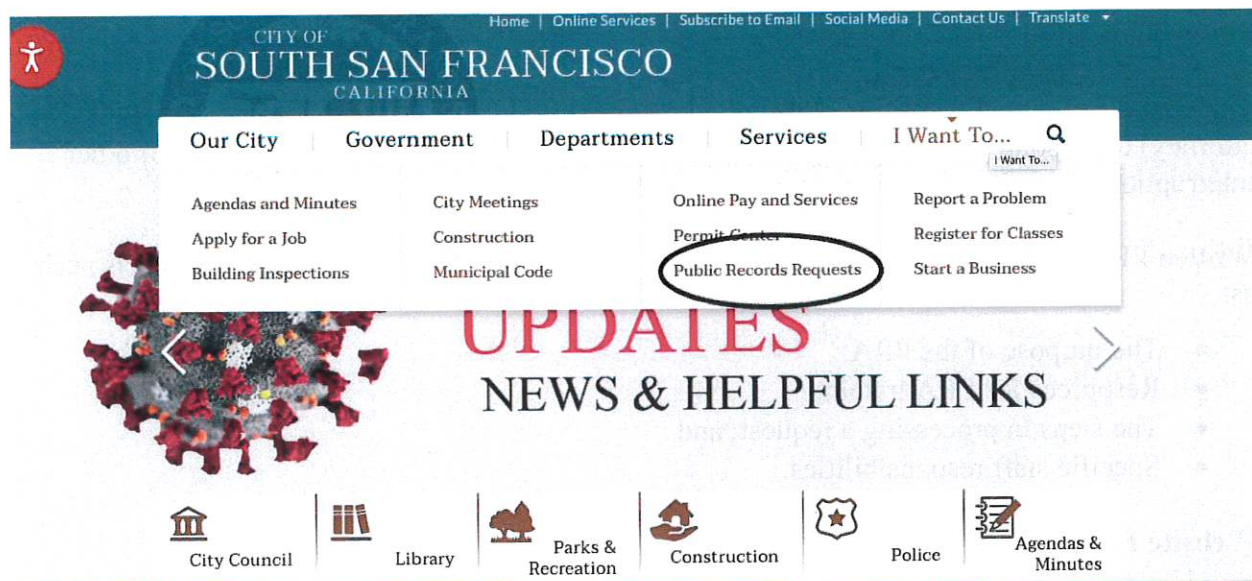 Home | Online Services | Subscribe to Email | Social Media | Contact Us | Translate
CITY OF
SOUTH SAN FRANCISCO
CALIFORNIA
Our City | Government | Departments | Services | I Want To...
I Want To...
Agendas and Minutes
City Meetings
Online Pay and Services
Report a Problem
Apply for a Job
Construction
Permit Center
Register for Classes
Building Inspections
Municipal Code
Public Records Requests
Start a Business
UPDATES
NEWS & HELPFUL LINKS
City Council
Library
Parks &
Recreation
Construction
Police
Agendas &
Minutes